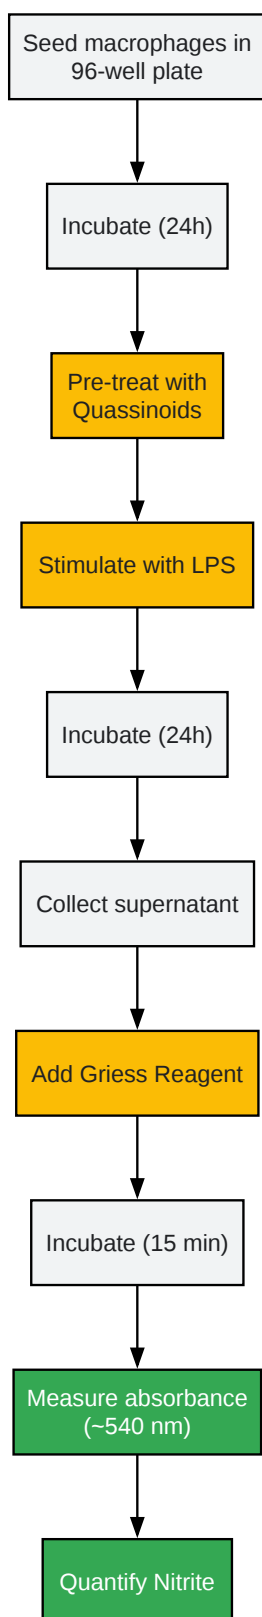 Seed macrophages in
96-well plate
Incubate (24h)
Pre-treat with
Quassinoids
Stimulate with LPS
Incubate (24h)
Collect supernatant
Add Griess Reagent
Incubate (15 min)
Measure absorbance
(~540 nm)
Quantify Nitrite